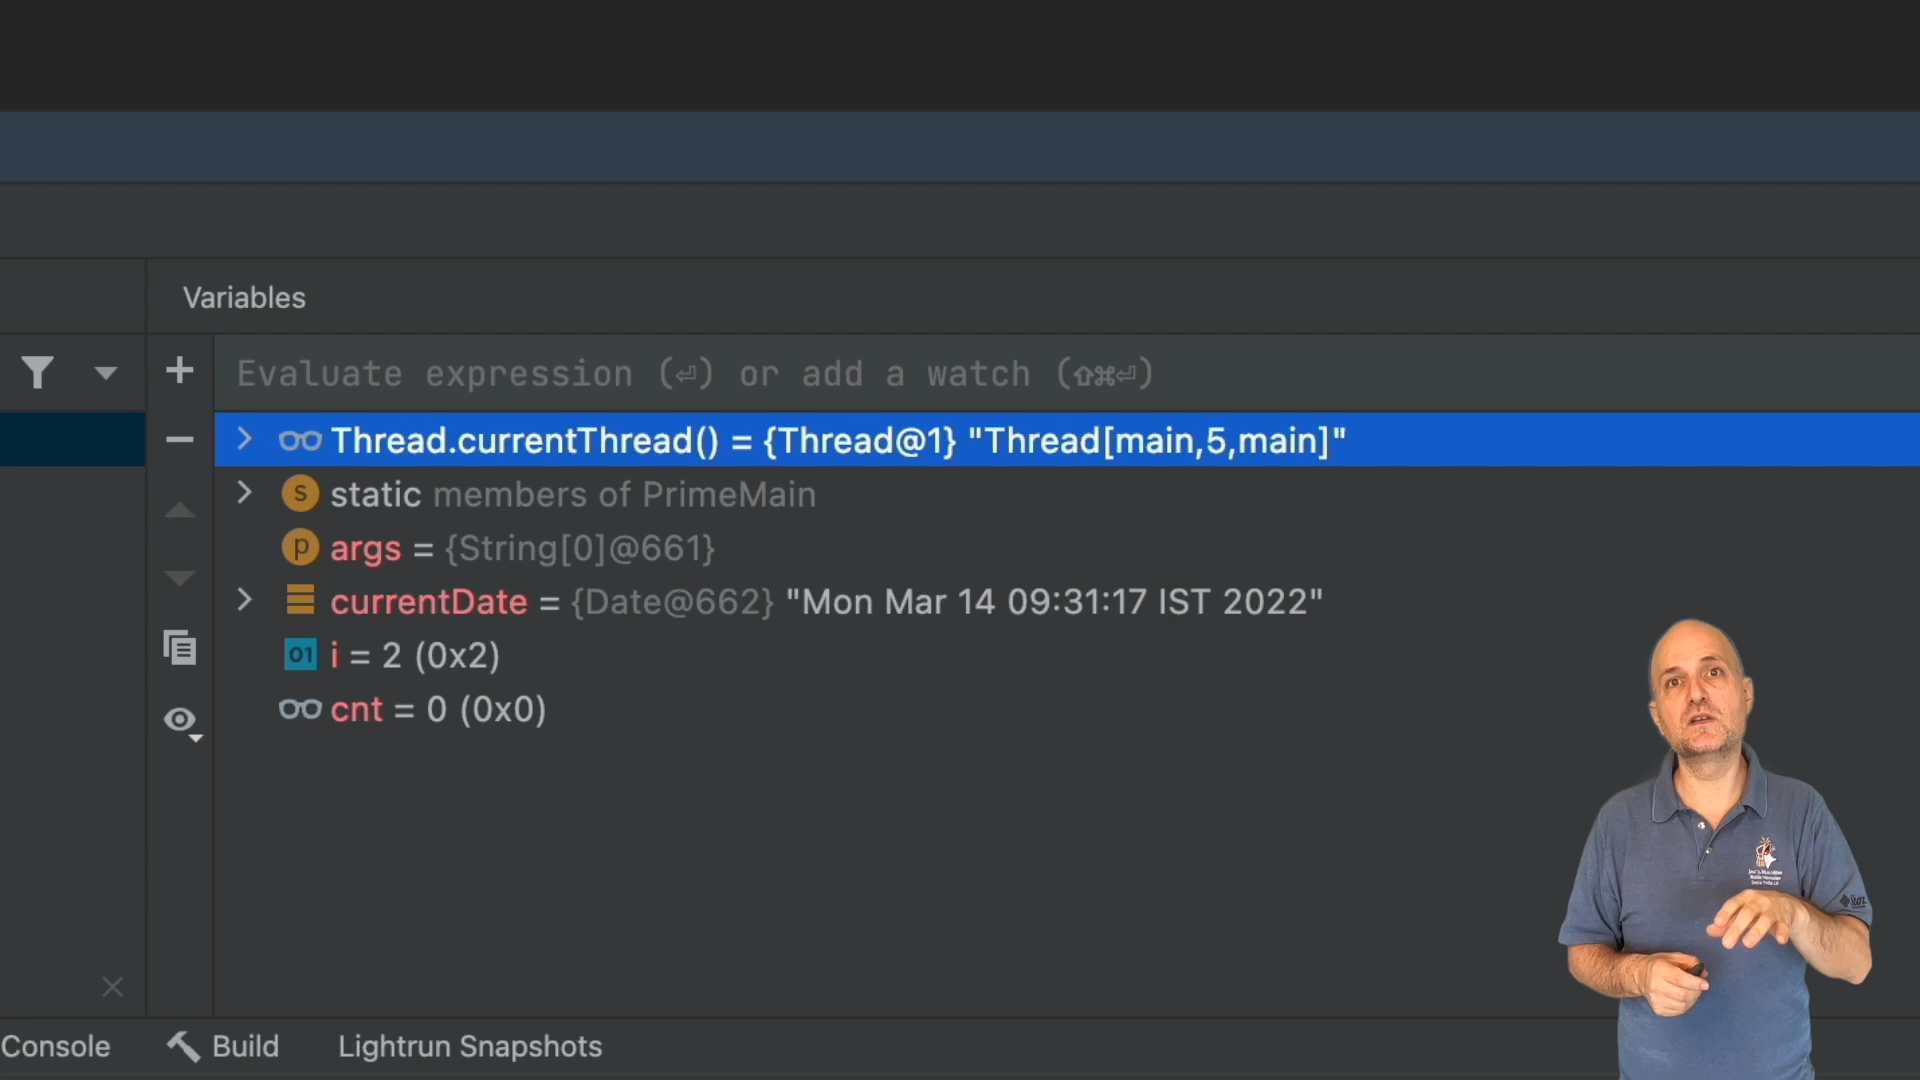 Variables
Evaluate expression (⏎) or add a watch (⇧⌘⏎)
Thread.currentThread() = {Thread@1} "Thread[main,5,main]"
s static members of PrimeMain
p args = {String[0]@661}
currentDate = {Date@662} "Mon Mar 14 09:31:17 IST 2022"
01 i = 2 (0x2)
cnt = 0 (0x0)
Sun
Console
Build
Lightrun Snapshots